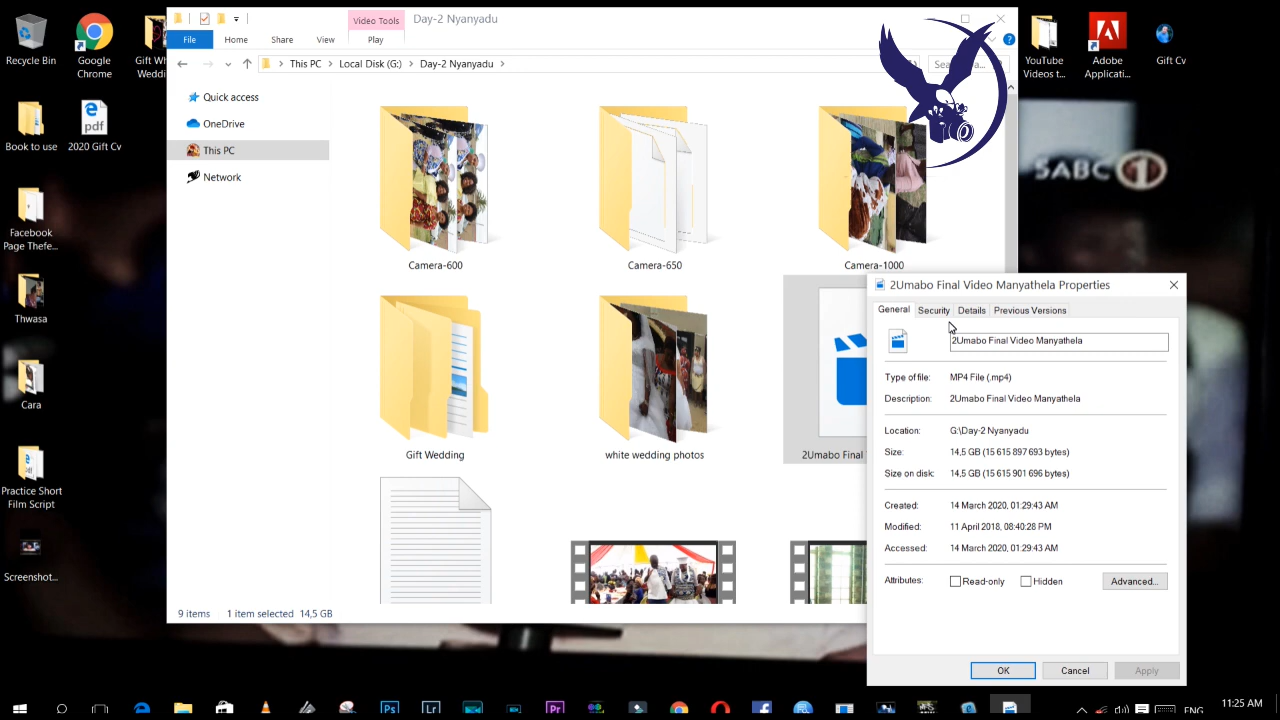 Recycle Bin
Google
Chrome
Gift Wh
Weddi
Book to use
pdf
2020 Gift Cv
Facebook
Page Thefe...
Thwasa
Cara
Practice Short
Film Script
Screenshot...
Video Tools
Day-2 Nyanyadu
File
Home
Share
View
Play
This PC
Local Disk (G:)
Day-2 Nyanyadu
Quick access
OneDrive
This PC
Network
Camera-600
Camera-650
Camera-1000
Gift Wedding
white wedding photos
2Umabo Final
9 items
1 item selected 14,5 GB
YouTube
Videos t...
Adobe
Applicati...
Gift Cv
SABC 1
2Umabo Final Video Manyathela Properties
General
Security
Details
Previous Versions
2Umabo Final Video Manyathela
Type of file:
MP4 File (.mp4)
Description:
2Umabo Final Video Manyathela
Location:
G:\Day-2 Nyanyadu
Size:
14,5 GB (15 615 897 693 bytes)
Size on disk:
14,5 GB (15 615 901 696 bytes)
Created:
14 March 2020, 01:29:43 AM
Modified:
11 April 2018, 08:40:28 PM
Accessed:
14 March 2020, 01:29:43 AM
Attributes:
Read-only
Hidden
Advanced...
OK
Cancel
Apply
Ps
Lr
Pr
ENG
11:25 AM